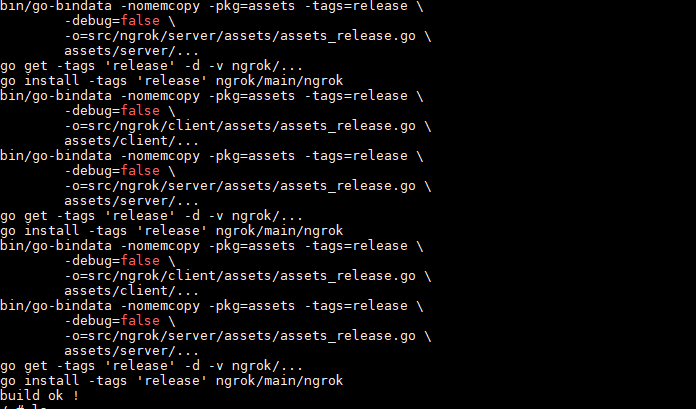 bin/go-bindata -nomemcopy -pkg=assets -tags=release \
        -debug=false \
        -o=src/ngrok/server/assets/assets_release.go \
        assets/server/...
go get -tags 'release' -d -v ngrok/...
go install -tags 'release' ngrok/main/ngrok
bin/go-bindata -nomemcopy -pkg=assets -tags=release \
        -debug=false \
        -o=src/ngrok/client/assets/assets_release.go \
        assets/client/...
bin/go-bindata -nomemcopy -pkg=assets -tags=release \
        -debug=false \
        -o=src/ngrok/server/assets/assets_release.go \
        assets/server/...
go get -tags 'release' -d -v ngrok/...
go install -tags 'release' ngrok/main/ngrok
bin/go-bindata -nomemcopy -pkg=assets -tags=release \
        -debug=false \
        -o=src/ngrok/client/assets/assets_release.go \
        assets/client/...
bin/go-bindata -nomemcopy -pkg=assets -tags=release \
        -debug=false \
        -o=src/ngrok/server/assets/assets_release.go \
        assets/server/...
go get -tags 'release' -d -v ngrok/...
go install -tags 'release' ngrok/main/ngrok
build ok !